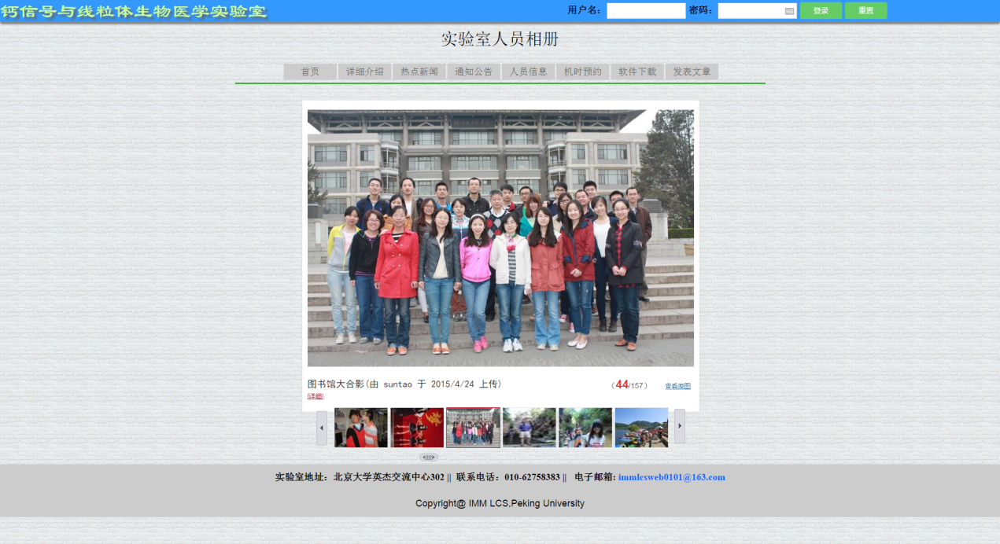 钙信号与线粒体生物医学实验室
用户名： 密码： 登录 重置
实验室人员相册
首页 详细介绍 热点新闻 通知公告 人员信息 机时预约 软件下载 发表文章
图书馆大合影(由 suntao 于 2015/4/24 上传) （44/157） 查看原图
[详细]
实验室地址：北京大学英杰交流中心302 || 联系电话：010-62758383 || 电子邮箱: immlcsweb0101@163.com
Copyright@ IMM LCS,Peking University